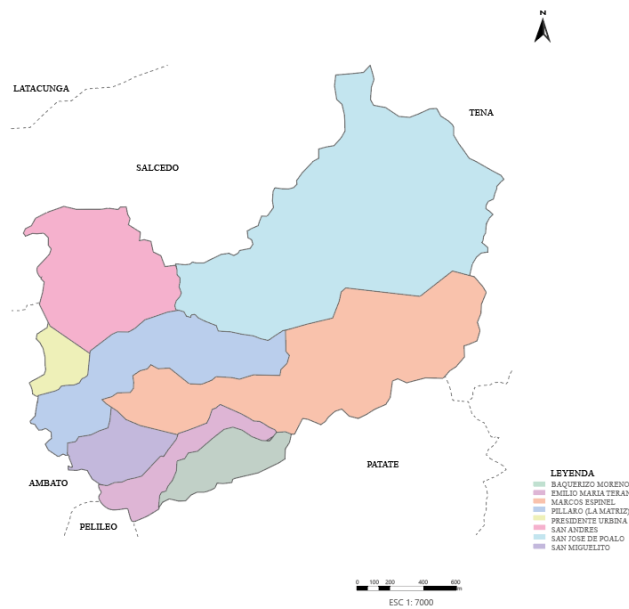 N
LATACUNGA
TENA
SALCEDO
AMBATO
PATATE
PELILEO
LEYENDA
BAQUERIZO MORENO
EMILIO MARIA TERAN
MARCOS ESPINEL
PILLARO (LA MATRIZ)
PRESIDENTE URBINA
SAN ANDRES
SAN JOSE DE POALO
SAN MIGUELITO
0 100 200 400 600
ESC 1: 7000